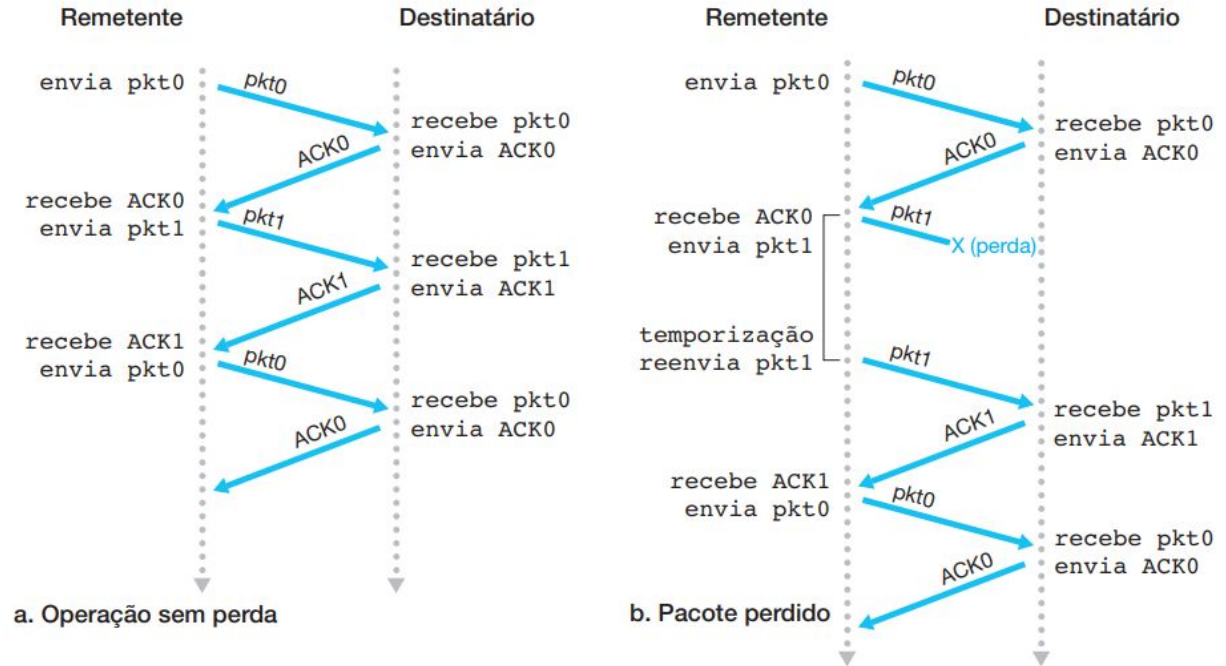 Remetente
Destinatário
envia pkt0
pkt0
recebe pkt0
envia ACK0
ACK0
recebe ACK0
envia pkt1
pkt1
recebe pkt1
envia ACK1
ACK1
recebe ACK1
envia pkt0
pkt0
recebe pkt0
envia ACK0
ACK0
a. Operação sem perda
Remetente
Destinatário
envia pkt0
pkt0
recebe pkt0
envia ACK0
ACK0
recebe ACK0
envia pkt1
pkt1
X (perda)
temporização
reenvia pkt1
pkt1
recebe pkt1
envia ACK1
ACK1
recebe ACK1
envia pkt0
pkt0
recebe pkt0
envia ACK0
ACK0
b. Pacote perdido